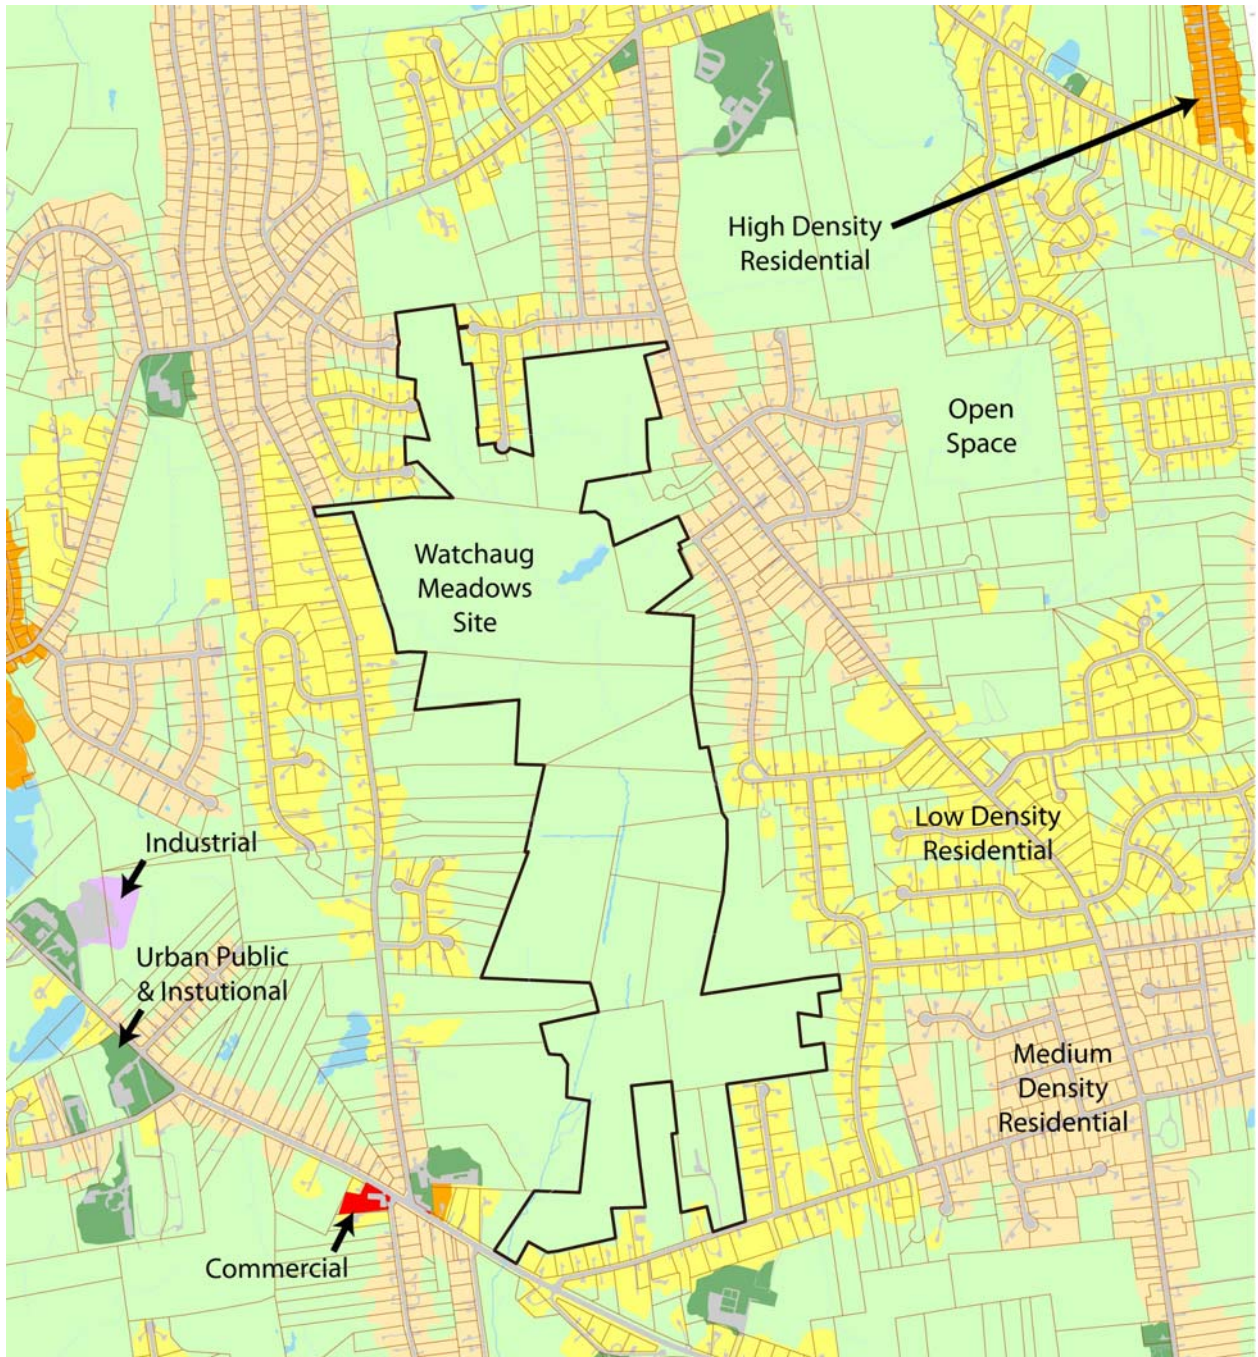 High Density
Residential
Open
Space
Watchaug
Meadows
Site
Low Density
Residential
Industrial
Urban Public
& Instutional
Medium
Density
Residential
Commercial